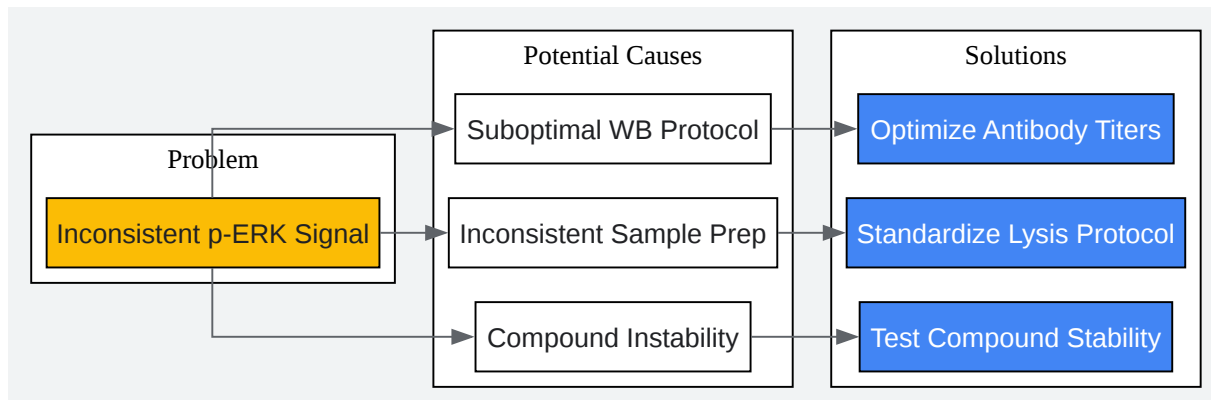 Problem
Inconsistent p-ERK Signal
Potential Causes
Suboptimal WB Protocol
Inconsistent Sample Prep
Compound Instability
Solutions
Optimize Antibody Titers
Standardize Lysis Protocol
Test Compound Stability